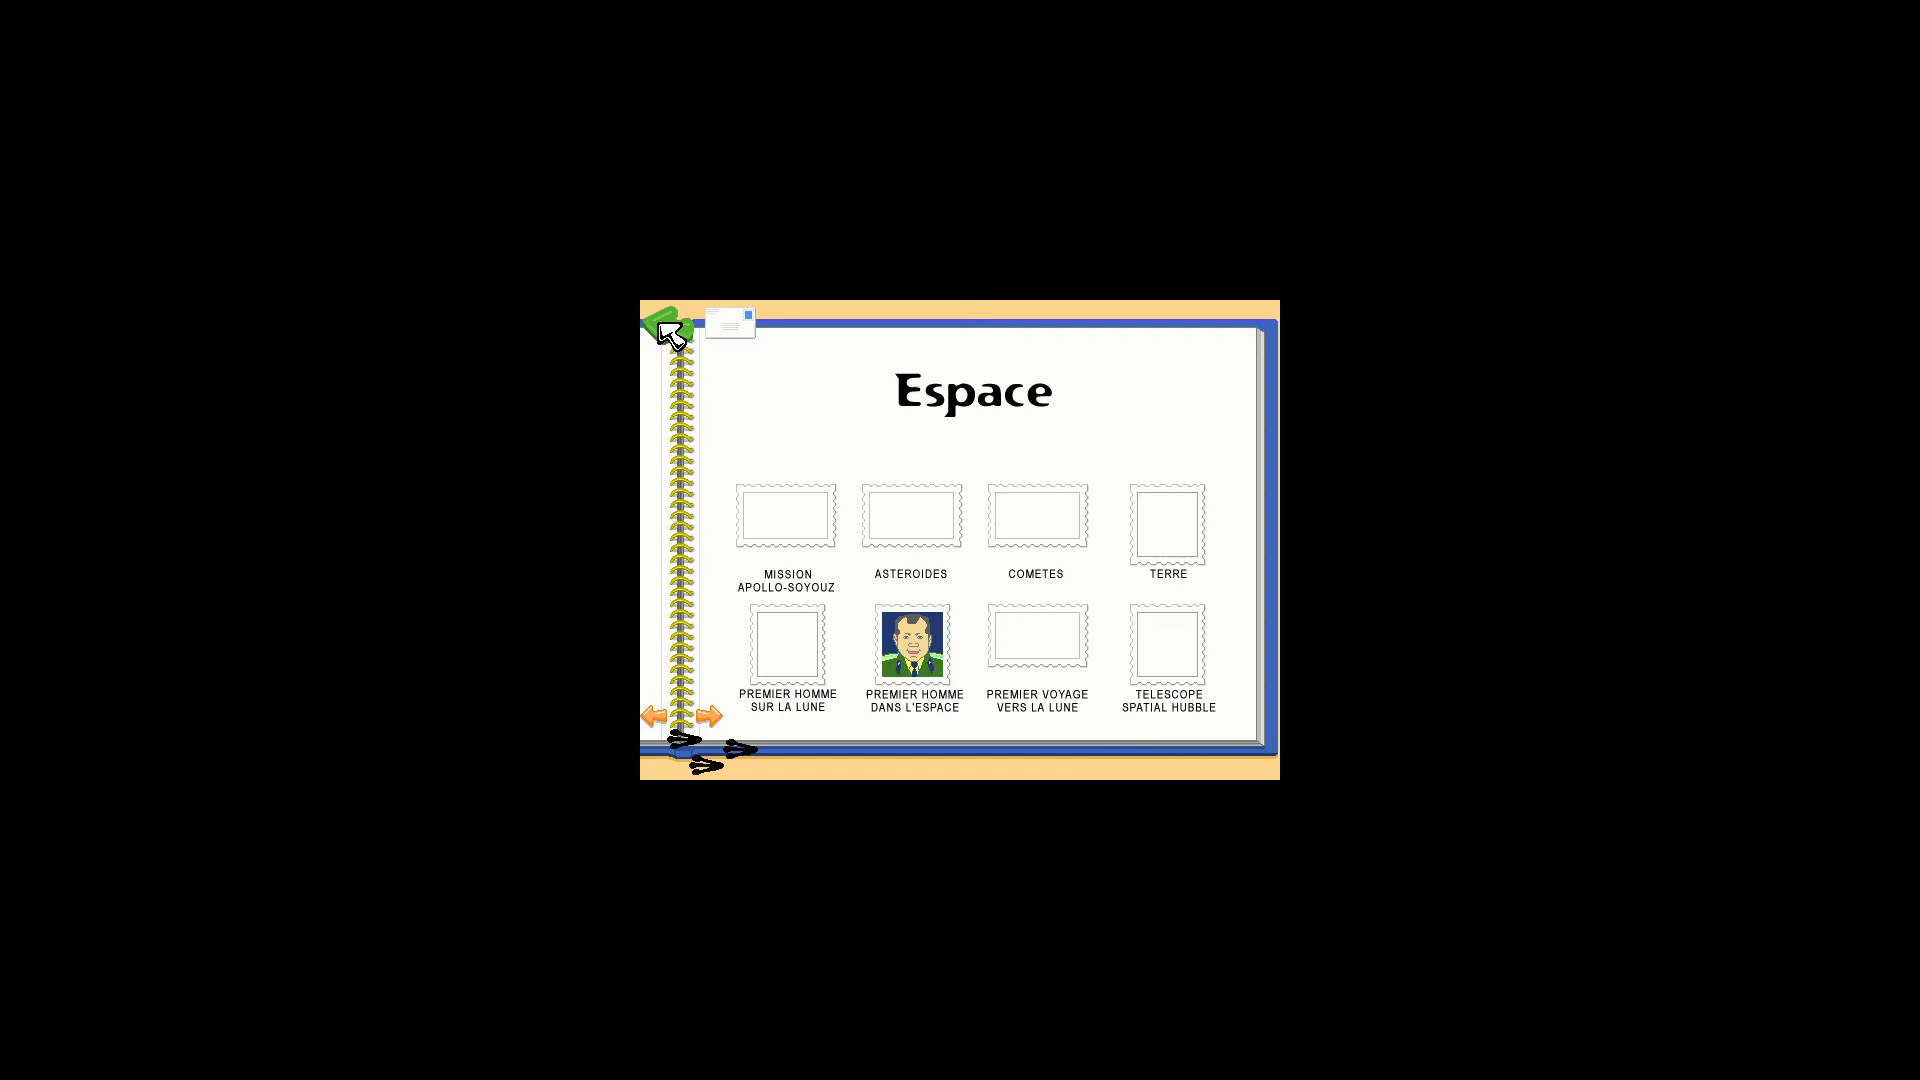 Espace
MISSION
APOLLO-SOYOUZ
ASTEROIDES
COMETES
TERRE
PREMIER HOMME
SUR LA LUNE
PREMIER HOMME
DANS L'ESPACE
PREMIER VOYAGE
VERS LA LUNE
TELESCOPE
SPATIAL HUBBLE